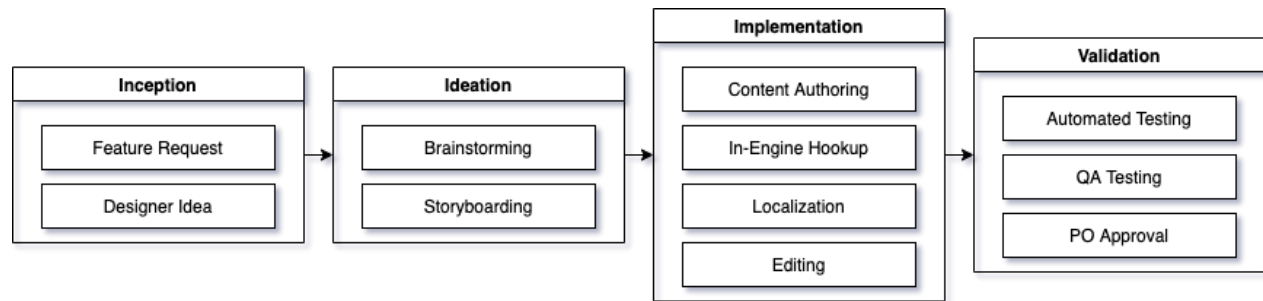 Inception
Feature Request
Designer Idea
Ideation
Brainstorming
Storyboarding
Implementation
Content Authoring
In-Engine Hookup
Localization
Editing
Validation
Automated Testing
QA Testing
PO Approval